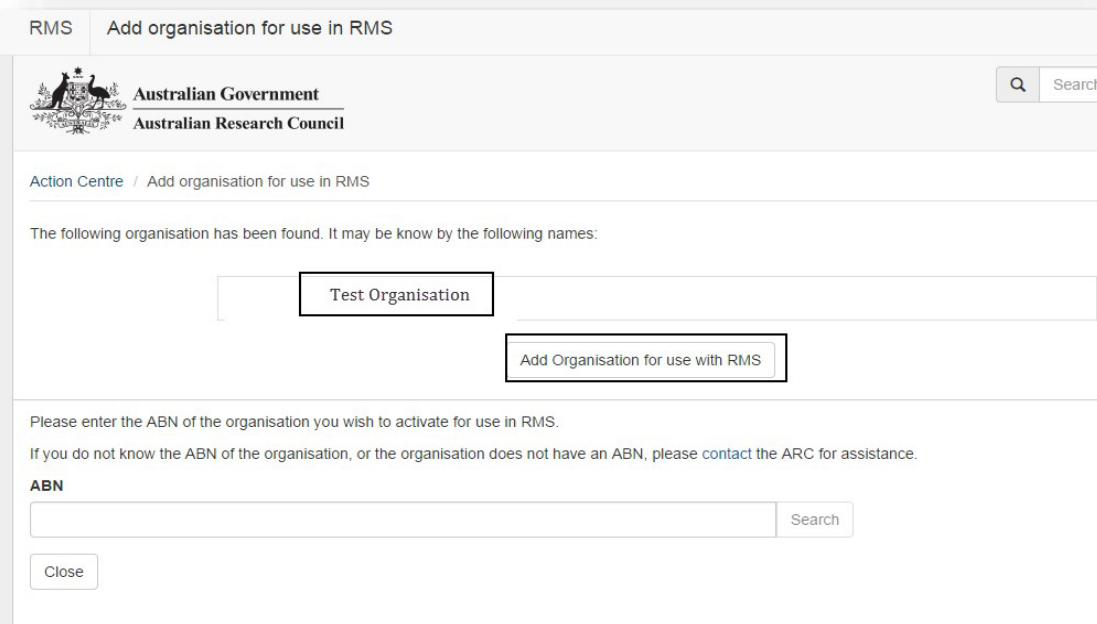 RMS Add organisation for use in RMS
Australian Government
Australian Research Council
Search
Action Centre / Add organisation for use in RMS
The following organisation has been found. It may be know by the following names:
Test Organisation
Add Organisation for use with RMS
Please enter the ABN of the organisation you wish to activate for use in RMS.
If you do not know the ABN of the organisation, or the organisation does not have an ABN, please contact the ARC for assistance.
ABN
Search
Close